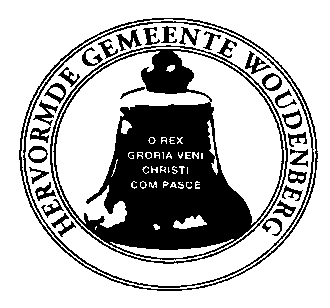 HERVORMDE GEMEENTE WOUDENBERG
O REX
GRORIA VENI
CHRISTI
COM PASCE